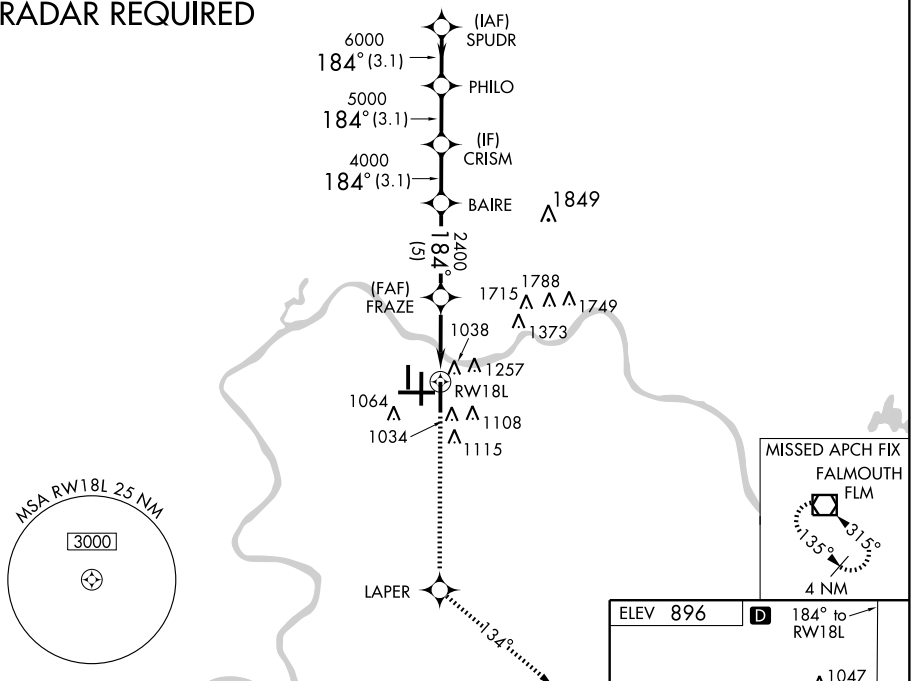 RADAR REQUIRED
(IAF)
SPUDR
6000
184° (3.1)
PHILO
5000
184° (3.1)
(IF)
CRISM
4000
184° (3.1)
BAIRE
1849
2400
184°
(5)
(FAF)
FRAZE
1715
1788
1749
1373
1038
1257
RW18L
1064
1034
1108
1115
MSA RW18L 25 NM
3000
LAPER
134°
MISSED APCH FIX
FALMOUTH
FLM
135°
315°
4 NM
ELEV 896
D
184° to
RW18L
1047